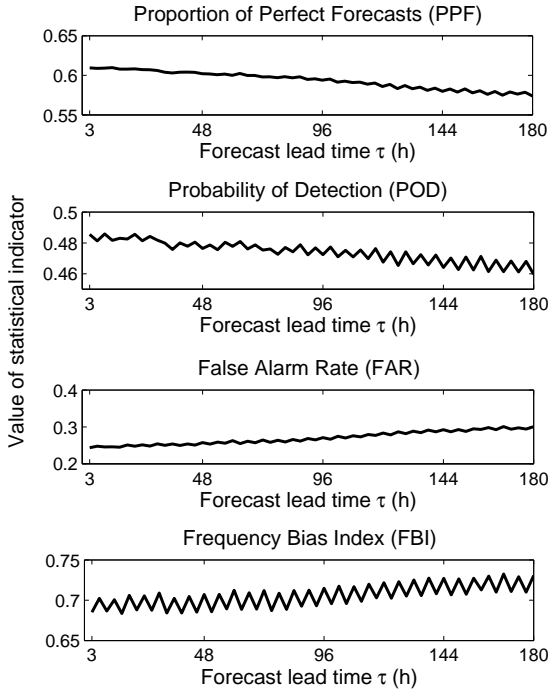 Proportion of Perfect Forecasts (PPF)
0.65
0.6
0.55
3 48 96 144 180
Forecast lead time τ (h)
Probability of Detection (POD)
0.5
0.48
0.46
3 48 96 144 180
Forecast lead time τ (h)
Value of statistical indicator
False Alarm Rate (FAR)
0.4
0.3
0.2
3 48 96 144 180
Forecast lead time τ (h)
Frequency Bias Index (FBI)
0.75
0.7
0.65
3 48 96 144 180
Forecast lead time τ (h)